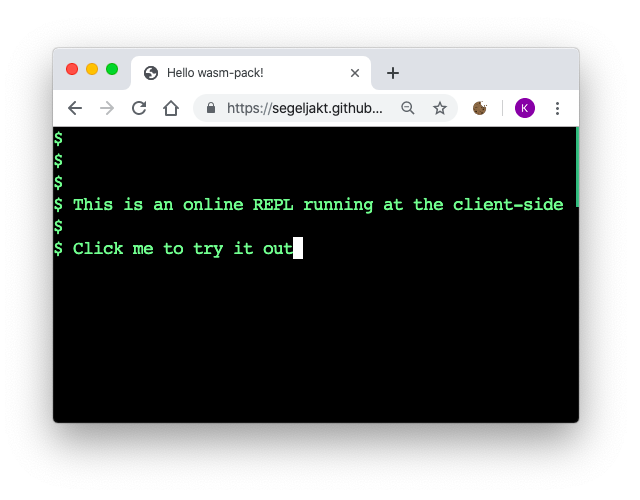 Hello wasm-pack!
https://segeljakt.github...
K
$
$
$
$ This is an online REPL running at the client-side
$
$ Click me to try it out